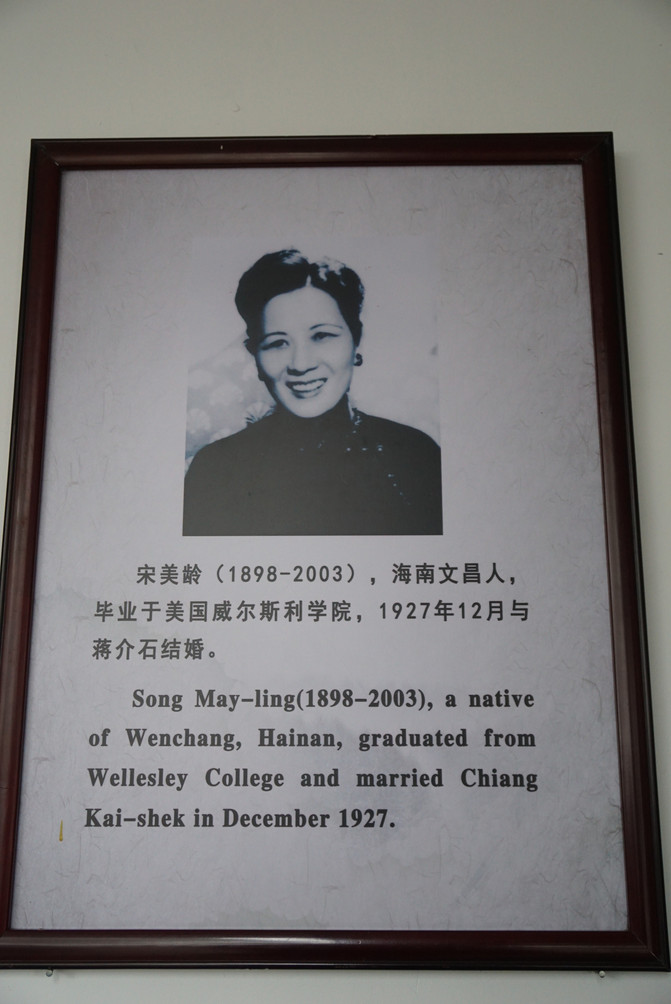 宋美龄（1898-2003），海南文昌人，
毕业于美国威尔斯利学院，1927年12月与
蒋介石结婚。
Song May-ling(1898-2003), a native
of Wenchang, Hainan, graduated from
Wellesley College and married Chiang
Kai-shek in December 1927.